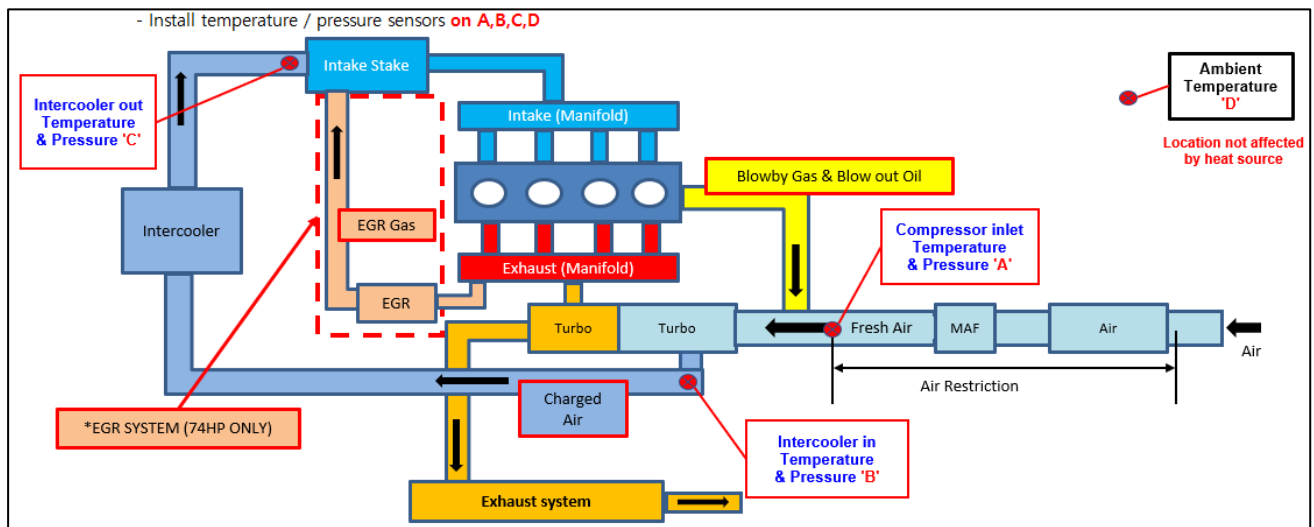 - Install temperature / pressure sensors on A,B,C,D
Intake Stake
Ambient
Temperature
'D'
Intercooler out
Temperature
& Pressure 'C'
Intake (Manifold)
Location not affected
by heat source
Blowby Gas & Blow out Oil
EGR Gas
Intercooler
Compressor inlet
Temperature
& Pressure 'A'
Exhaust (Manifold)
EGR
Turbo
Turbo
Fresh Air
MAF
Air
Air
Air Restriction
Charged
Air
*EGR SYSTEM (74HP ONLY)
Intercooler in
Temperature
& Pressure 'B'
Exhaust system